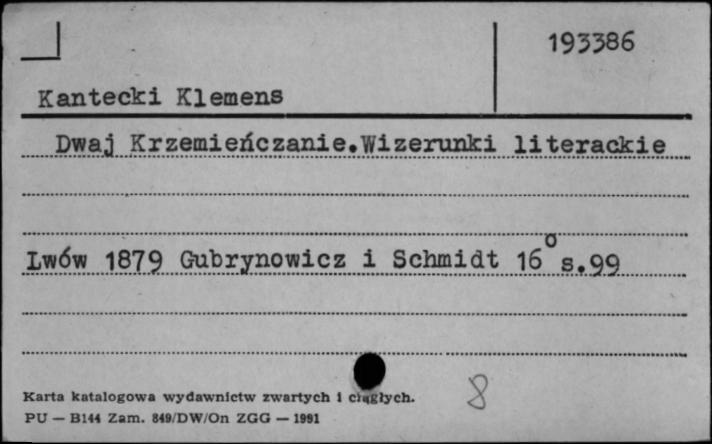 193386
Kantecki Klemens
Dwaj Krzemieńczanie.Wizerunki literackie
Lwów 1879 Gubrynowicz i Schmidt 16° s.99
8
Karta katalogowa wydawnictw zwartych i ciągłych.
PU — B144 Zam. 849/DW/On ZGG — 1991